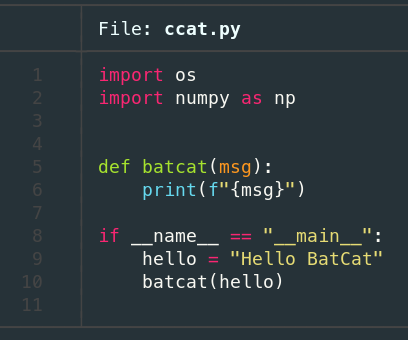 File: ccat.py
1 import os
2 import numpy as np
3
4
5 def batcat(msg):
6     print(f"{msg}")
7
8 if __name__ == "__main__":
9     hello = "Hello BatCat"
10     batcat(hello)
11